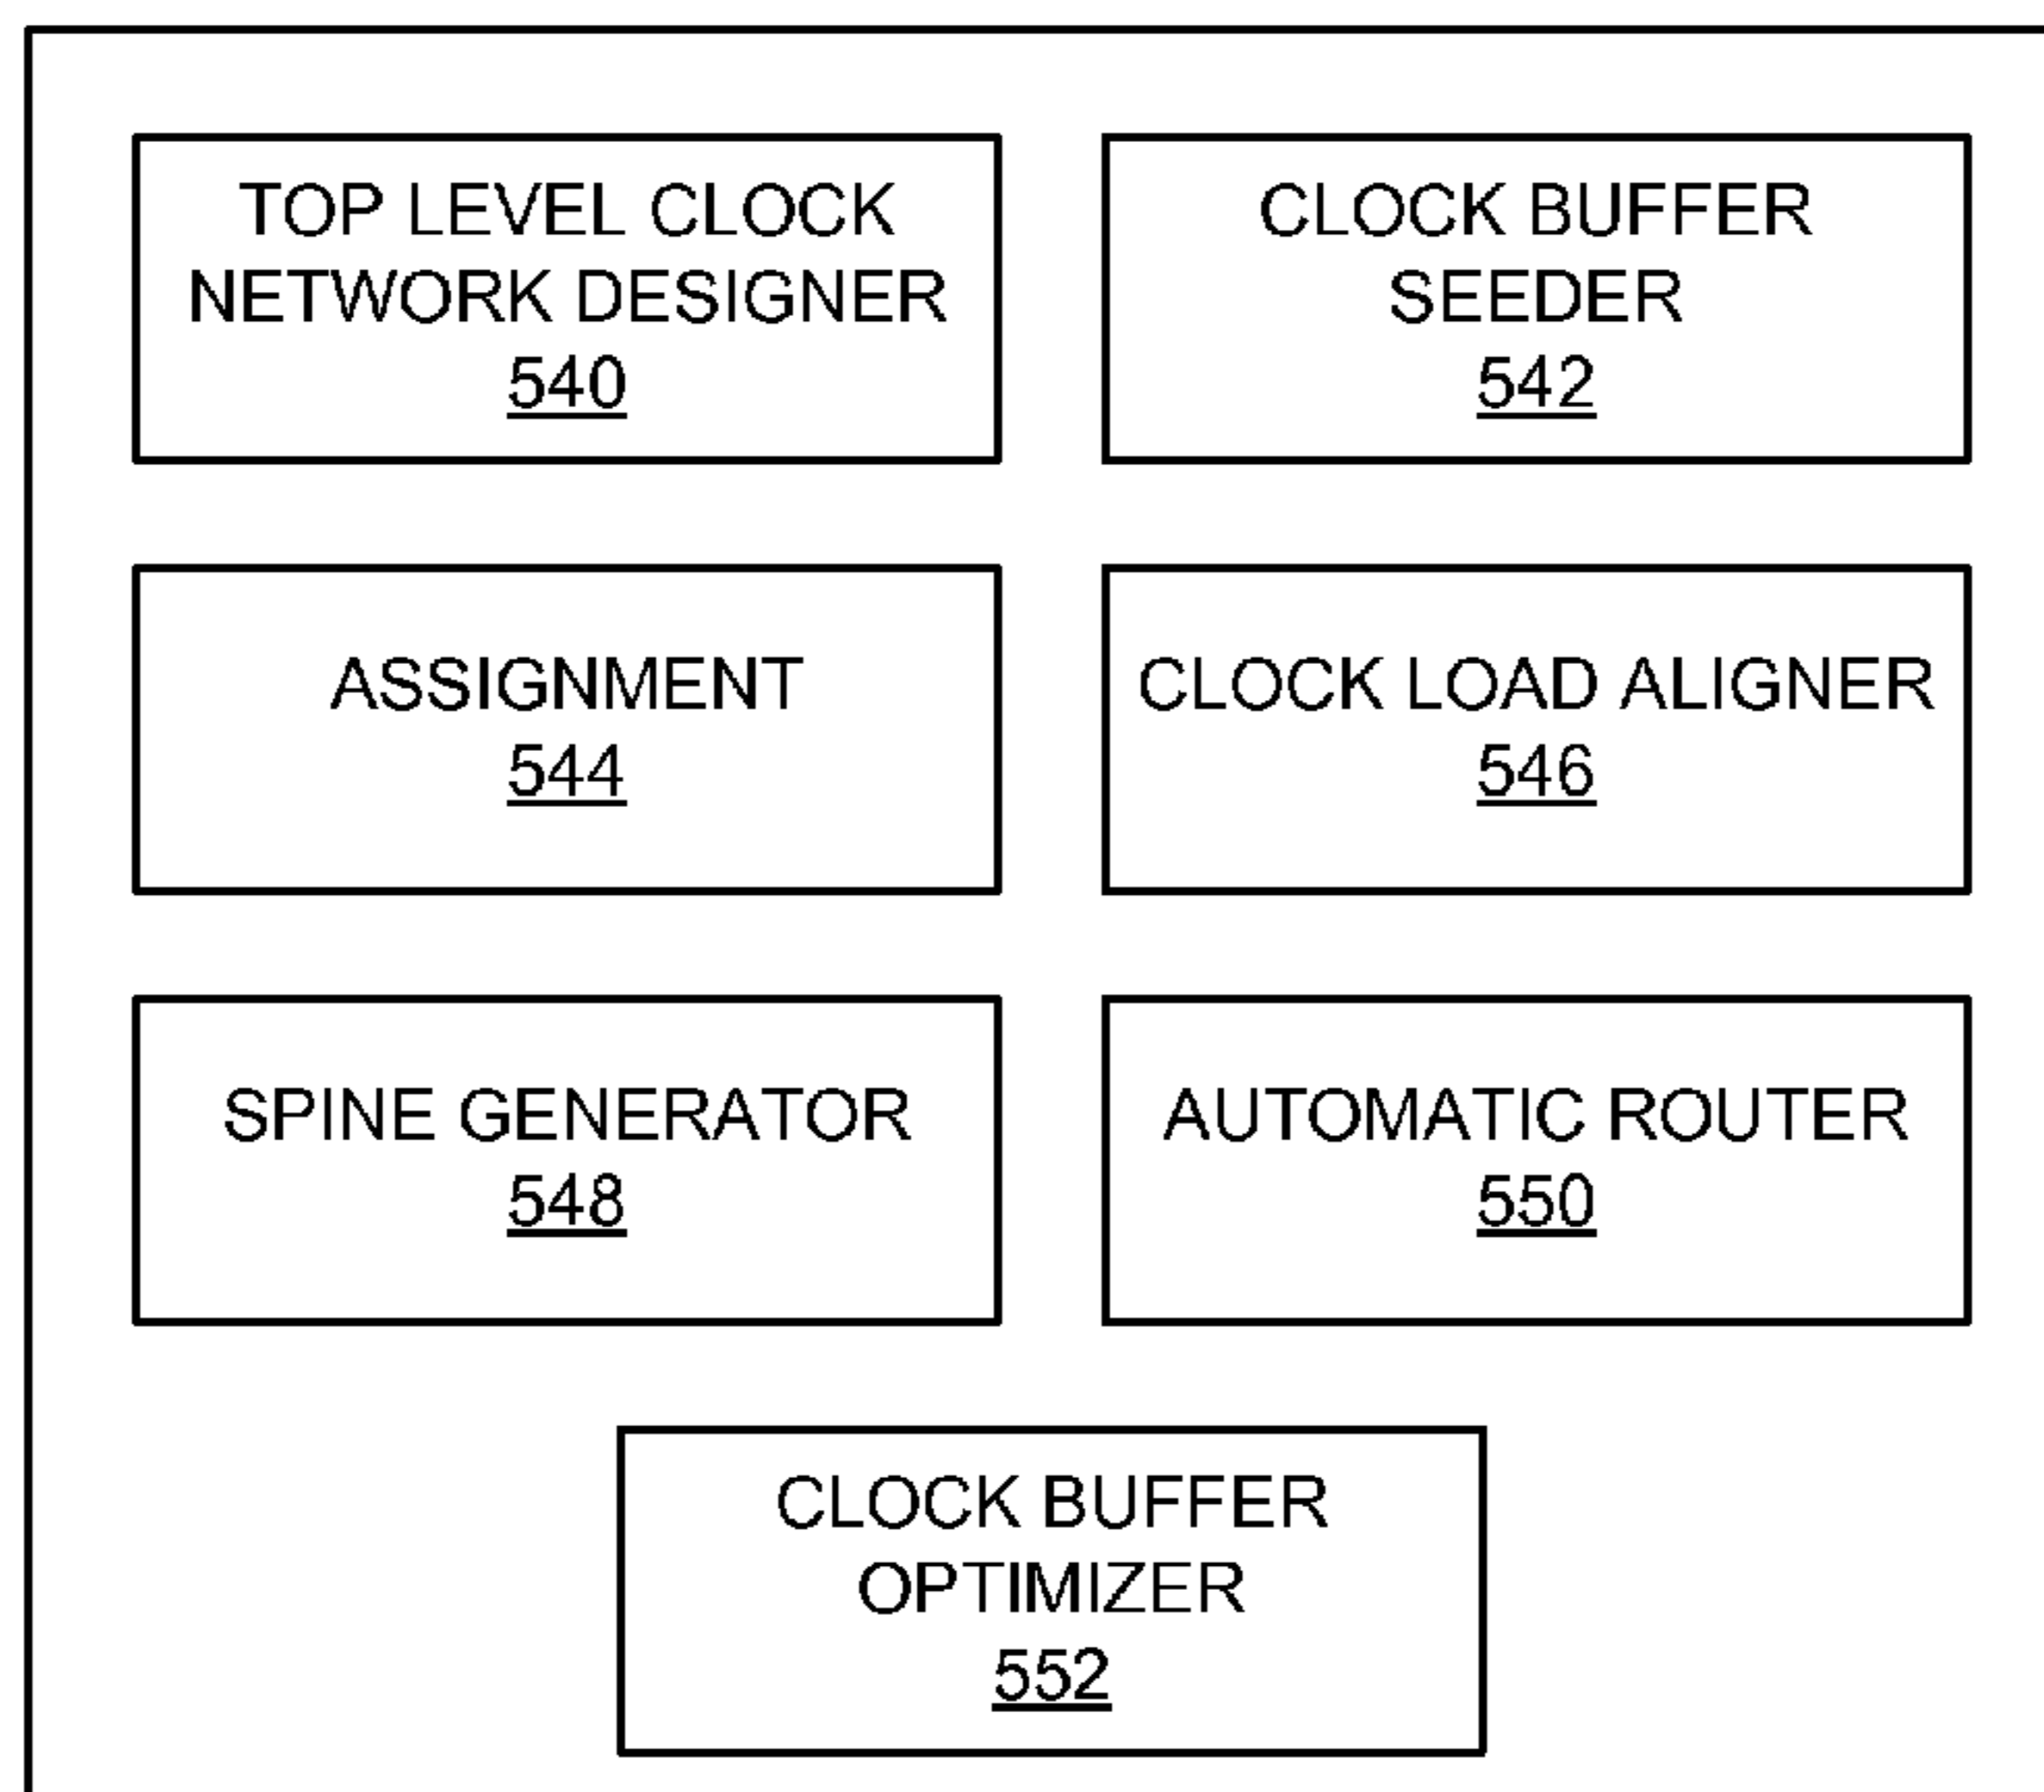 TOP LEVEL CLOCK
NETWORK DESIGNER
540
CLOCK BUFFER
SEEDER
542
ASSIGNMENT
544
CLOCK LOAD ALIGNER
546
SPINE GENERATOR
548
AUTOMATIC ROUTER
550
CLOCK BUFFER
OPTIMIZER
552